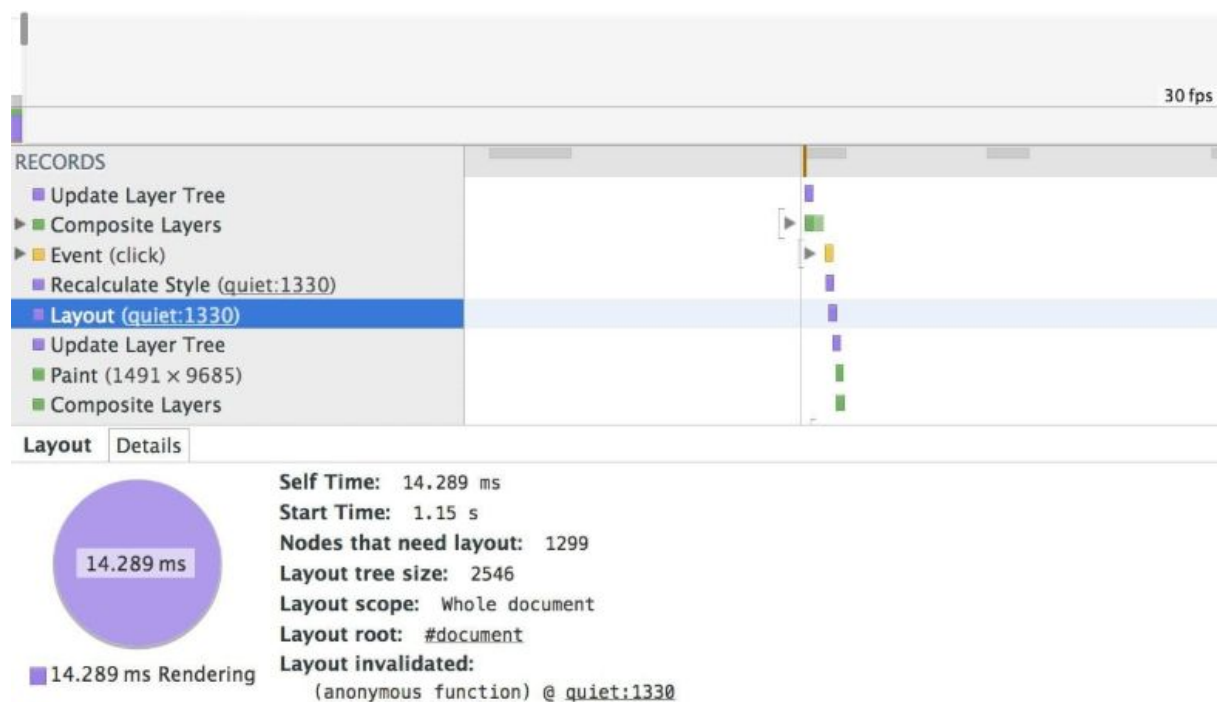 30 fps
RECORDS
Update Layer Tree
Composite Layers
Event (click)
Recalculate Style (quiet:1330)
Layout (quiet:1330)
Update Layer Tree
Paint (1491 × 9685)
Composite Layers
Layout Details
Self Time: 14.289 ms
Start Time: 1.15 s
Nodes that need layout: 1299
14.289 ms
Layout tree size: 2546
Layout scope: Whole document
Layout root: #document
Layout invalidated:
14.289 ms Rendering
(anonymous function) @ quiet:1330